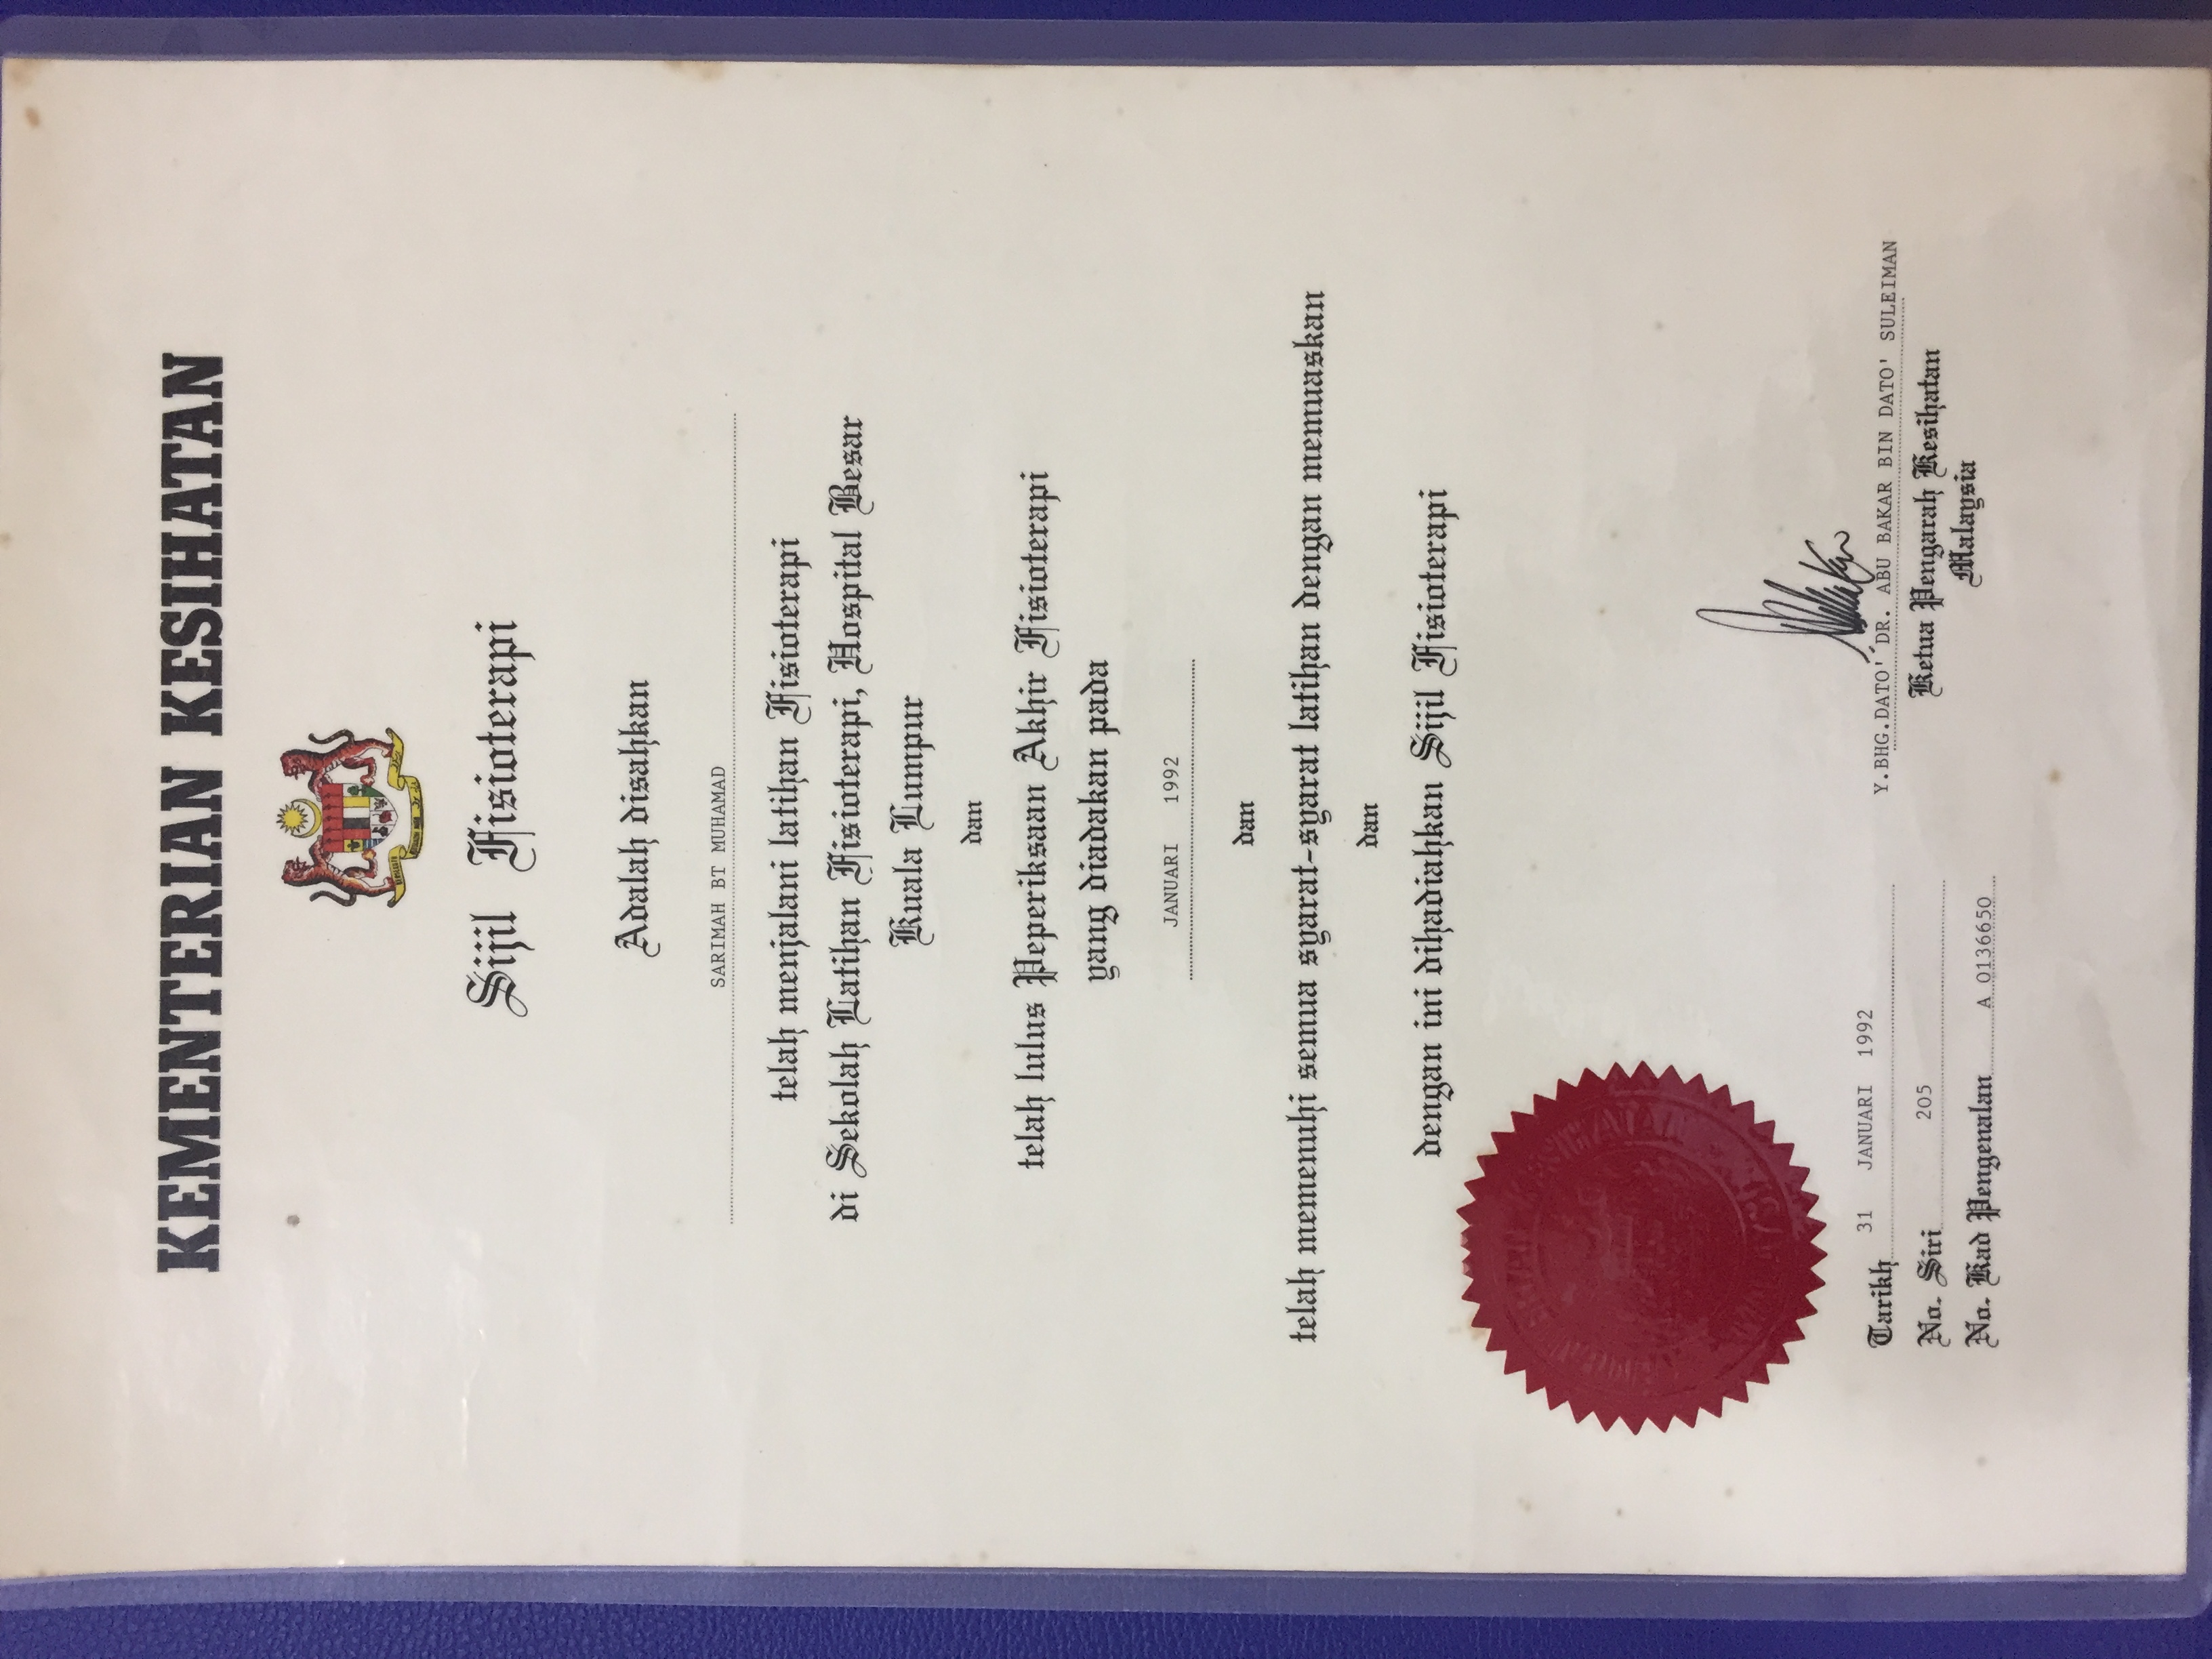 KEMENTERIAN KESIHATAN
Sijil Fisioterapi
Adalah disahkan
SARIMAH BT MUHAMAD
telah menjalani latihan Fisioterapi
di Sekolah Latihan Fisioterapi, Hospital Besar
Kuala Lumpur
dan
telah lulus Peperiksaan Akhir Fisioterapi
yang diadakan pada
JANUARI 1992
dan
telah memenuhi semua syarat-syarat latihan dengan memuaskan
dan
dengan ini dihadiahkan Sijil Fisioterapi
Tarikh 31 JANUARI 1992
No. Siri 205
No. Kad Pengenalan A 0136650
Y.BHG.DATO' DR. ABU BAKAR BIN DATO' SULEIMAN
Ketua Pengarah Kesihatan
Malaysia